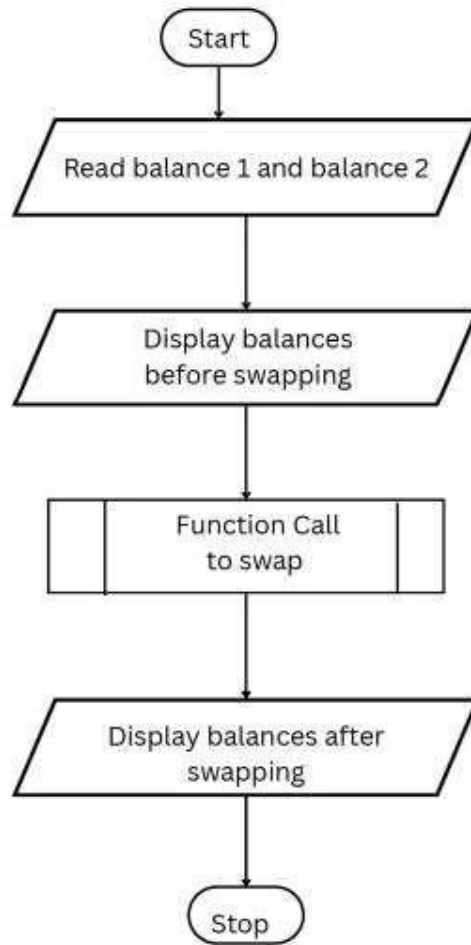 Start
Read balance 1 and balance 2
Display balances
before swapping
Function Call
to swap
Display balances after
swapping
Stop